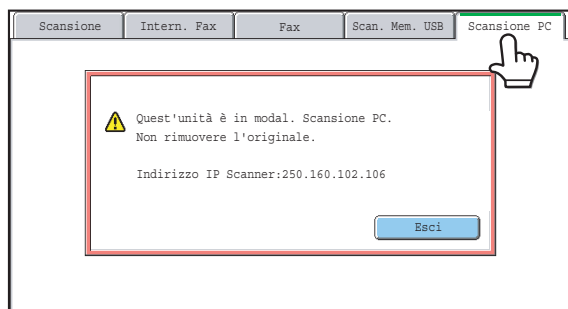 Scansione
Intern. Fax
Fax
Scan. Mem. USB
Scansione PC
Quest'unità è in modal. Scansione PC.
Non rimuovere l'originale.
Indirizzo IP Scanner:250.160.102.106
Esci